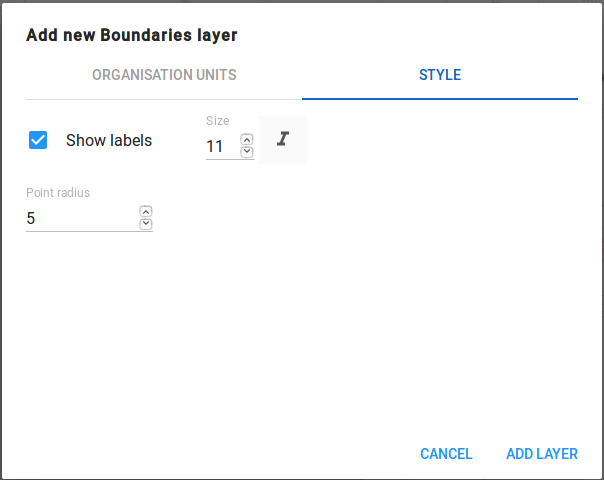 Add new Boundaries layer
ORGANISATION UNITS STYLE
Size
Show labels 11 I
Point radius
5
CANCEL ADD LAYER